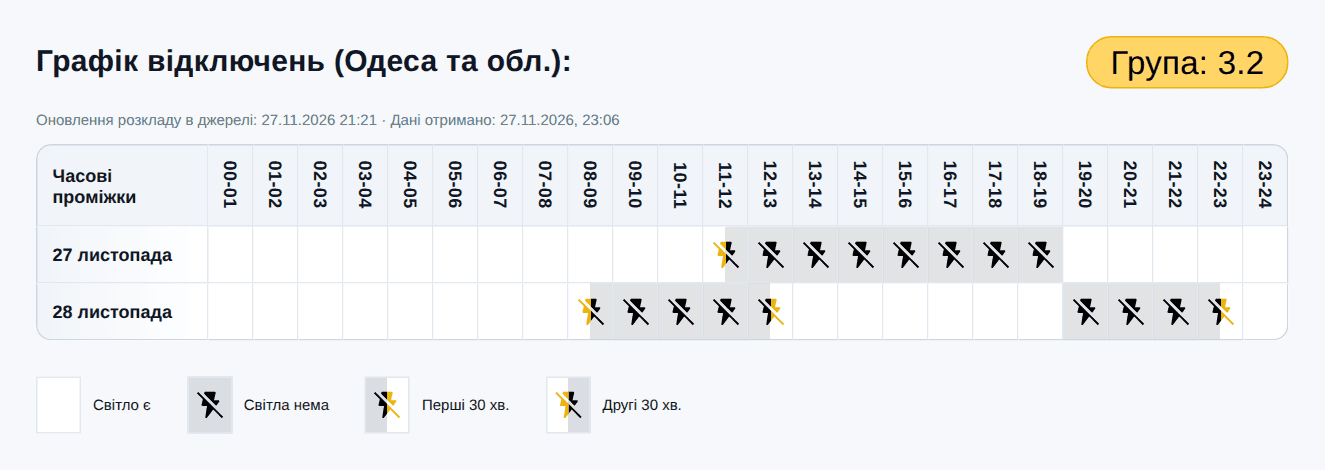 Графік відключень (Одеса та обл.):
Група: 3.2
Оновлення розкладу в джерелі: 27.11.2026 21:21 · Дані отримано: 27.11.2026, 23:06
Часові
проміжки
00-01
01-02
02-03
03-04
04-05
05-06
06-07
07-08
08-09
09-10
10-11
11-12
12-13
13-14
14-15
15-16
16-17
17-18
18-19
19-20
20-21
21-22
22-23
23-24
27 листопада
28 листопада
Світло є
Світла нема
Перші 30 хв.
Другі 30 хв.